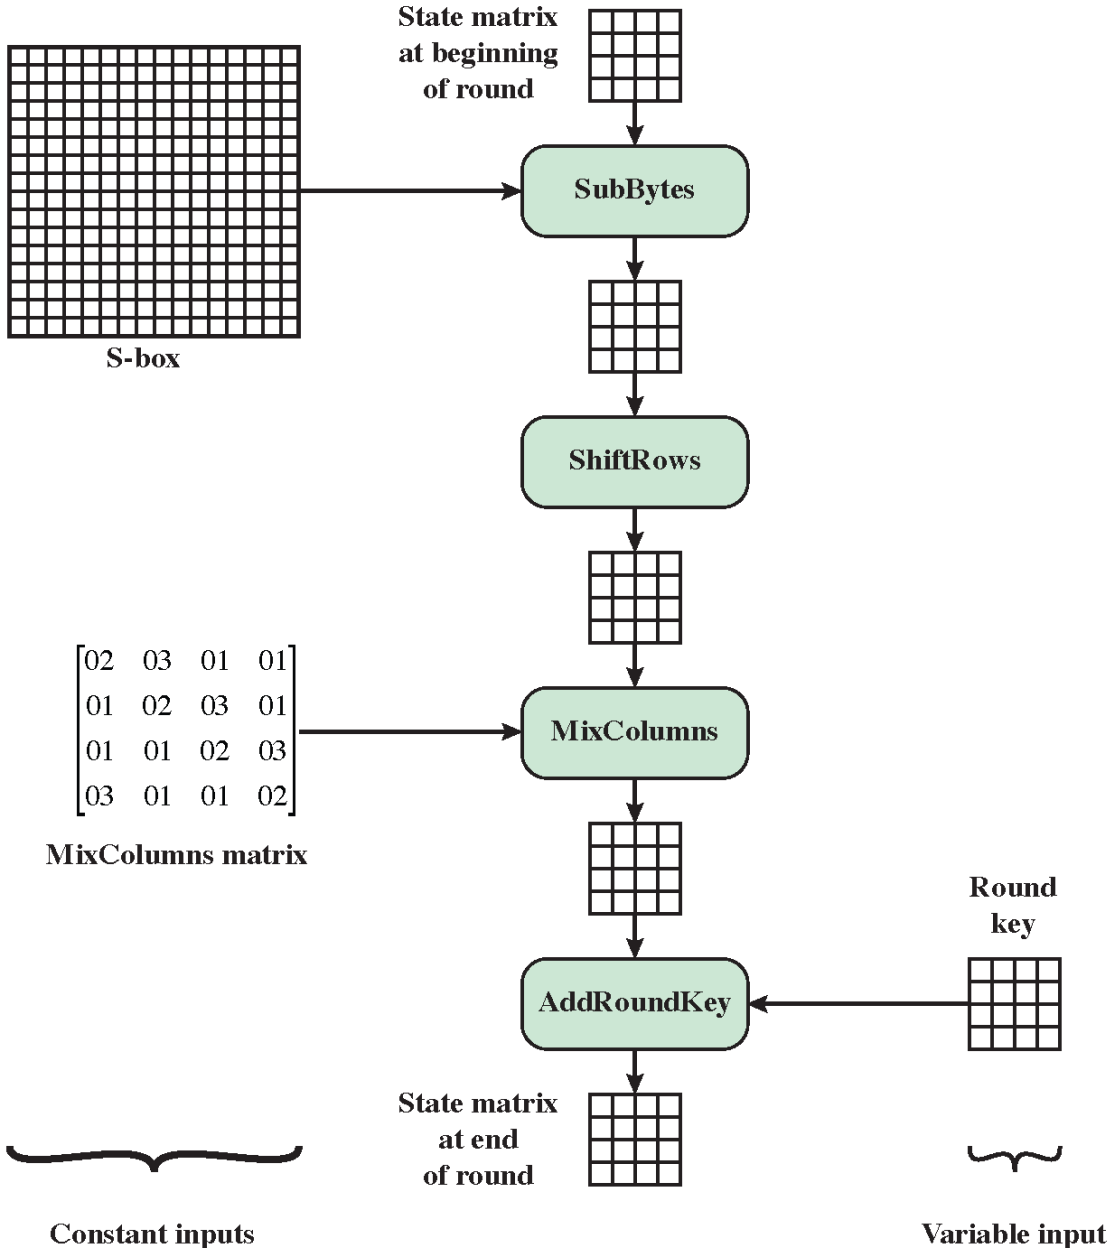 State matrix
at beginning
of round
SubBytes
S-box
ShiftRows
02 03 01 01
01 02 03 01
01 01 02 03
03 01 01 02
MixColumns
MixColumns matrix
Round
key
AddRoundKey
State matrix
at end
of round
Constant inputs
Variable input